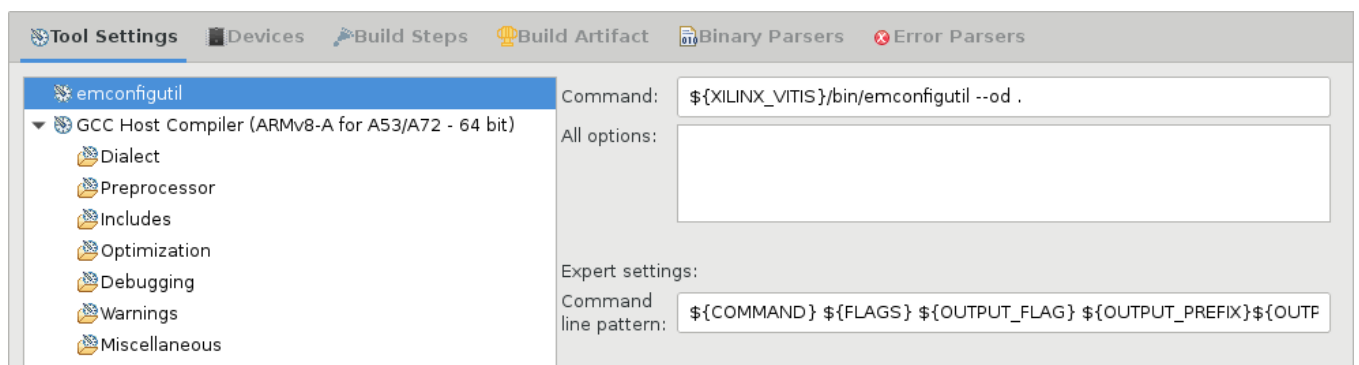 Tool Settings Devices Build Steps Build Artifact Binary Parsers Error Parsers
emconfigutil
GCC Host Compiler (ARMv8-A for A53/A72 - 64 bit)
Dialect
Preprocessor
Includes
Optimization
Debugging
Warnings
Miscellaneous
Command: ${XILINX_VITIS}/bin/emconfigutil --od .
All options:
Expert settings:
Command
line pattern: ${COMMAND} ${FLAGS} ${OUTPUT_FLAG} ${OUTPUT_PREFIX}${OUTP